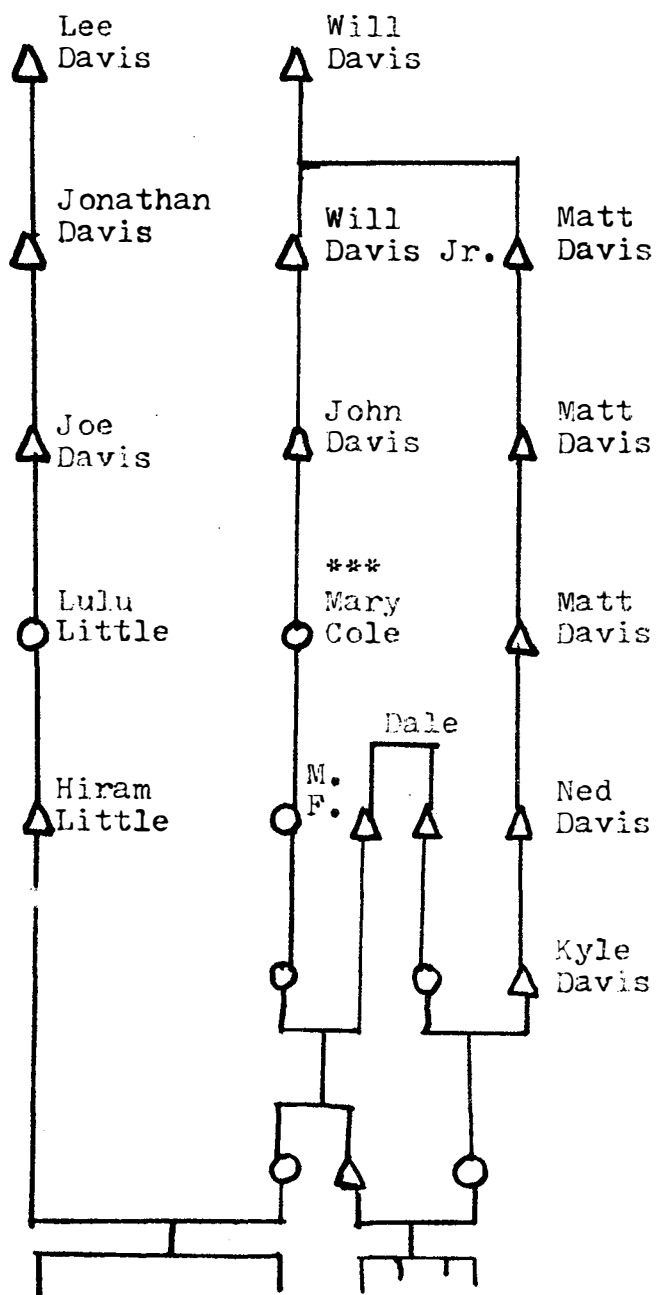 Lee
Davis
Will
Davis
Jonathan
Davis
Will
Davis Jr.
Matt
Davis
Joe
Davis
John
Davis
Matt
Davis
Lulu
Little
***
Mary
Cole
Matt
Davis
Dale
Hiram
Little
M.
F.
Ned
Davis
Kyle
Davis